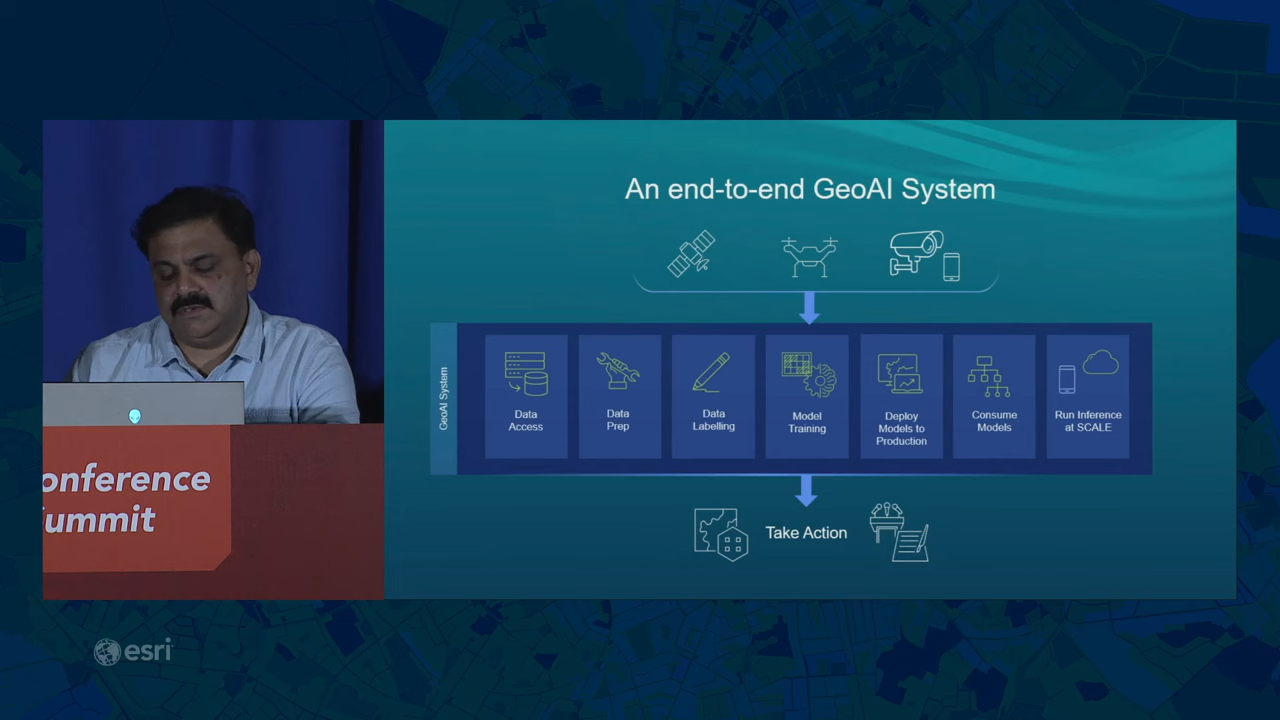 An end-to-end GeoAI System
GeoAI System
Data
Access
Data
Prep
Data
Labelling
Model
Training
Deploy
Models to
Production
Consume
Models
Run Inference
at SCALE
Take Action
onference
ummit
esri